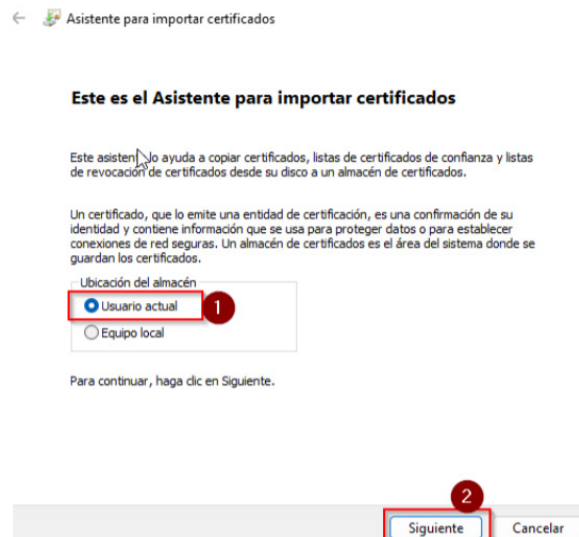 Asistente para importar certificados
Este es el Asistente para importar certificados
Este lo ayuda a copiar certificados, listas de certificados de confianza y listas
de revocación de certificados desde su disco a un almacén de certificados.
Un certificado, que lo emite una entidad de certificación, es una confirmación de su
identidad y contiene información que se usa para proteger datos o para establecer
conexiones de red seguras. Un almacén de certificados es el área del sistema donde se
guardan los certificados.
Ubicación del almacén
Usuario actual 1
Equipo local
Para continuar, haga clic en Siguiente.
2
Siguiente Cancelar